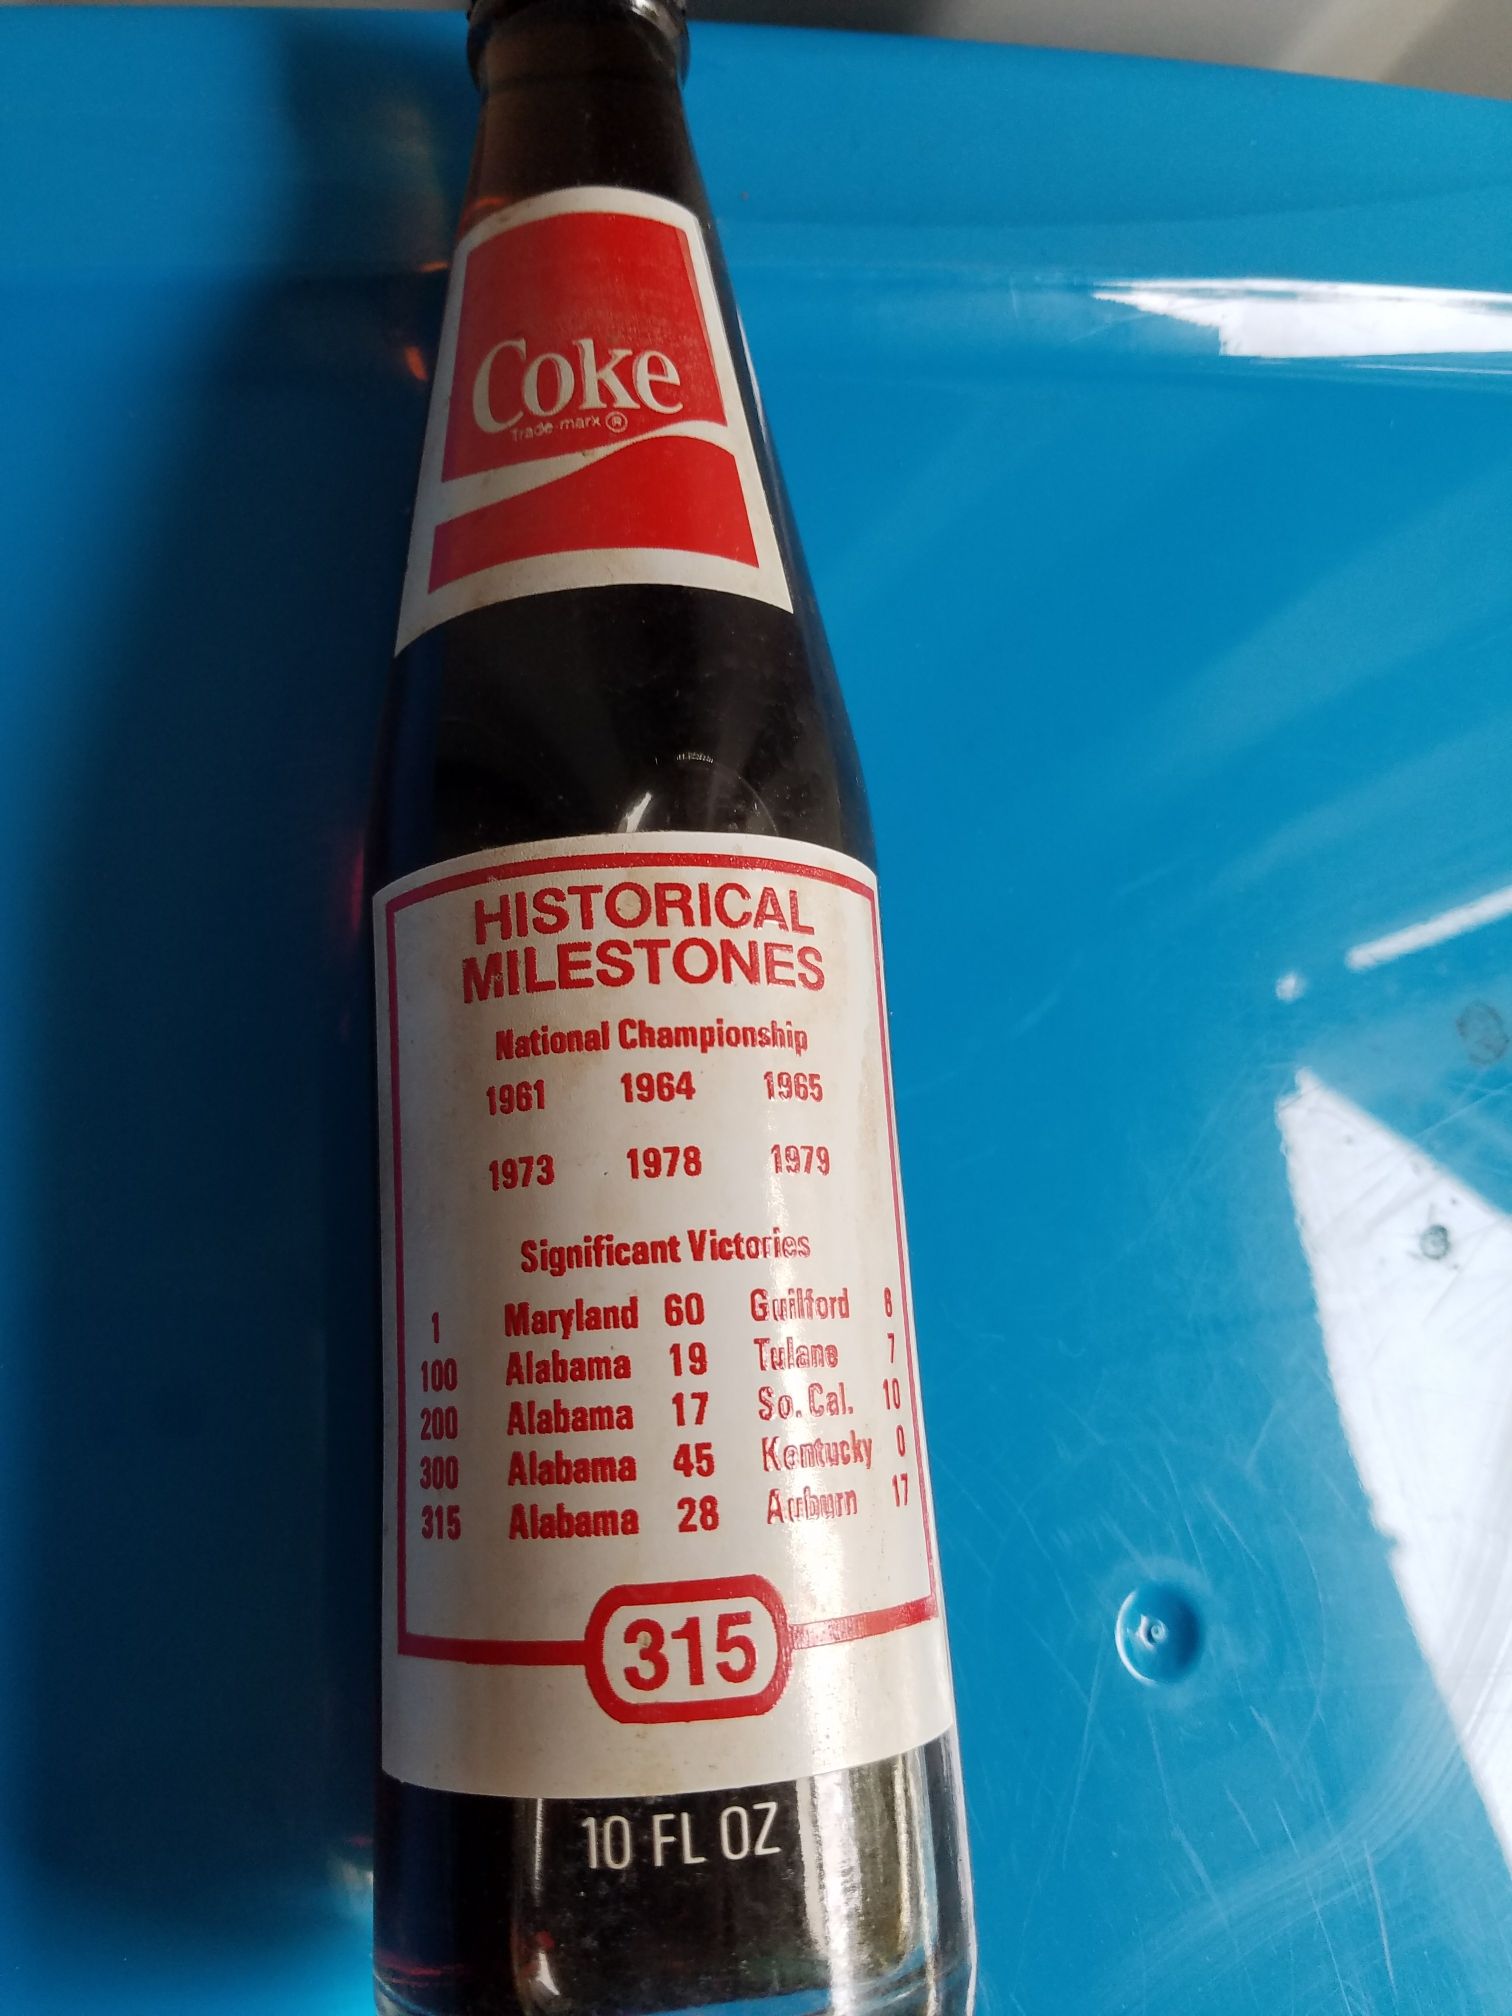 Coke
Trade-mark ®
HISTORICAL
MILESTONES
National Championship
1961 1964 1965
1973 1978 1979
Significant Victories
1 Maryland 60 Guilford 6
100 Alabama 19 Tulane 7
200 Alabama 17 So. Cal. 10
300 Alabama 45 Kentucky 0
315 Alabama 28 Auburn 17
315
10 FL OZ